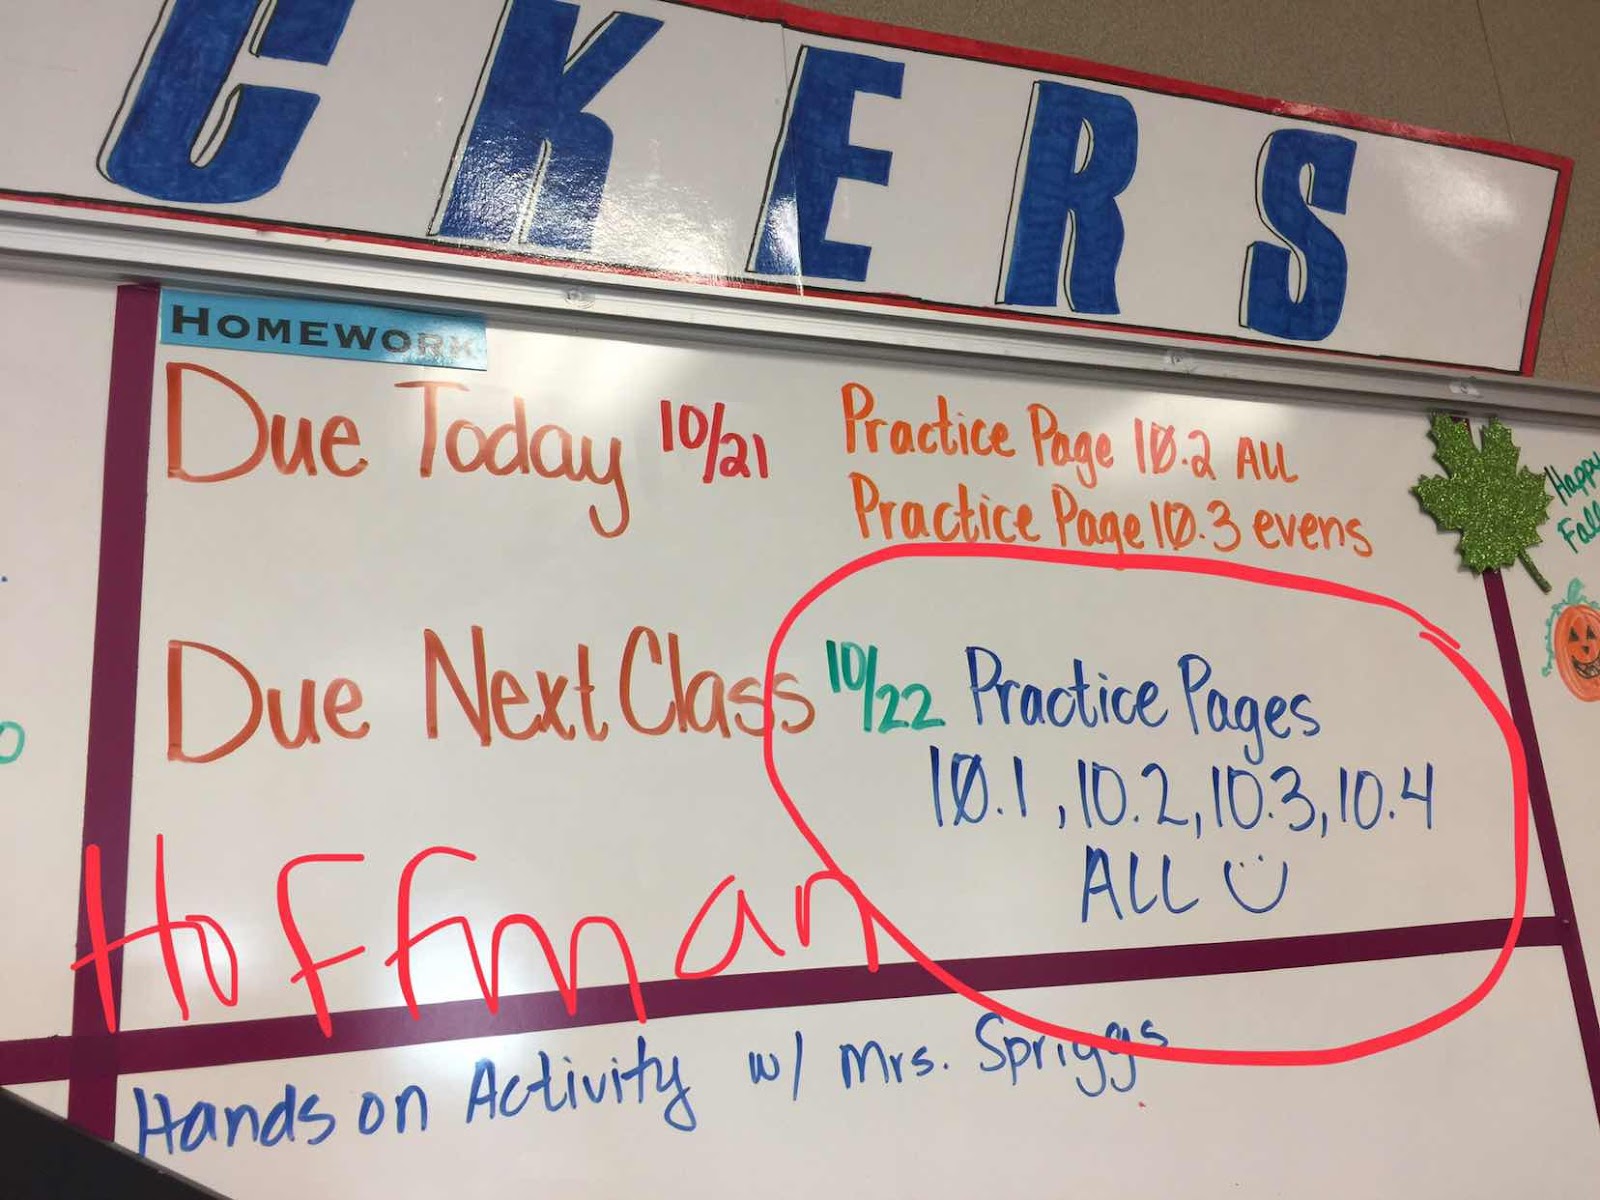 CKERS
HOMEWORK
Due Today 10/21 Practice Page 10.2 ALL
Practice Page 10.3 evens
Happy
Fall
Due Next Class 10/22 Practice Pages
10.1, 10.2, 10.3, 10.4
ALL
Hoffman
Hands on Activity w/ Mrs. Spriggs